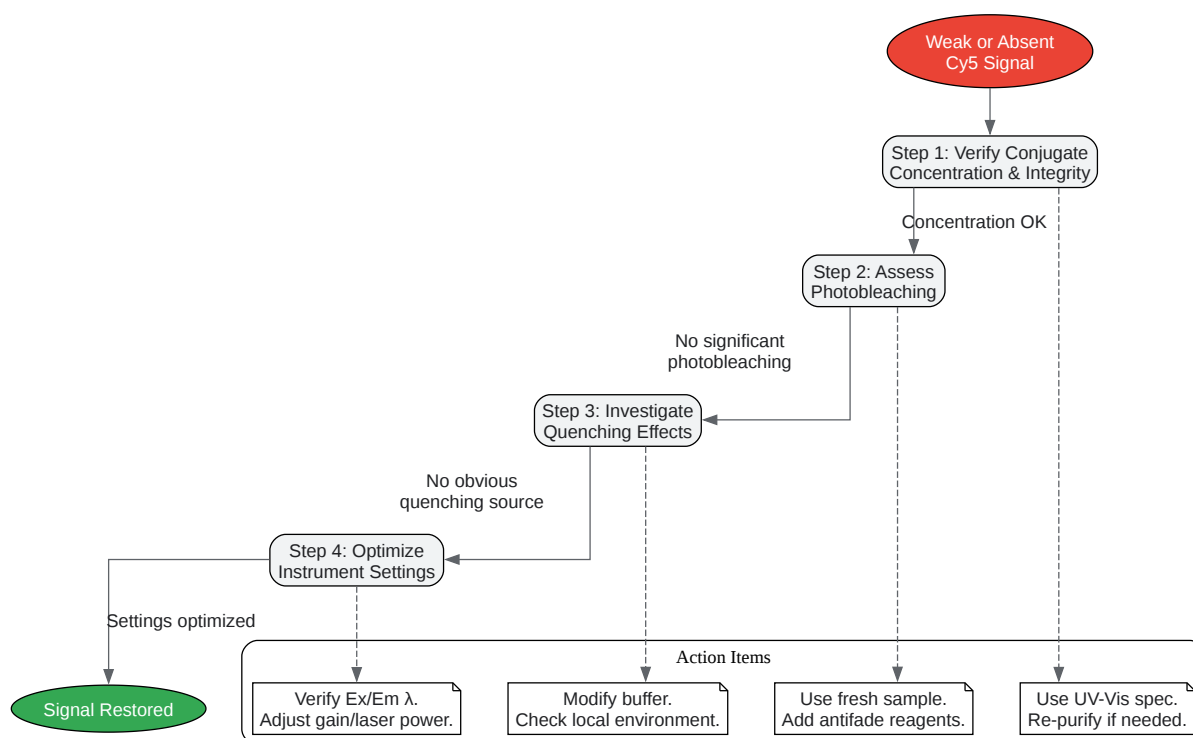 Weak or Absent
Cy5 Signal
Step 1: Verify Conjugate
Concentration & Integrity
Concentration OK
Step 2: Assess
Photobleaching
No significant
photobleaching
Step 3: Investigate
Quenching Effects
No obvious
quenching source
Step 4: Optimize
Instrument Settings
Settings optimized
Signal Restored
Action Items
Verify Ex/Em λ.
Adjust gain/laser power.
Modify buffer.
Check local environment.
Use fresh sample.
Add antifade reagents.
Use UV-Vis spec.
Re-purify if needed.